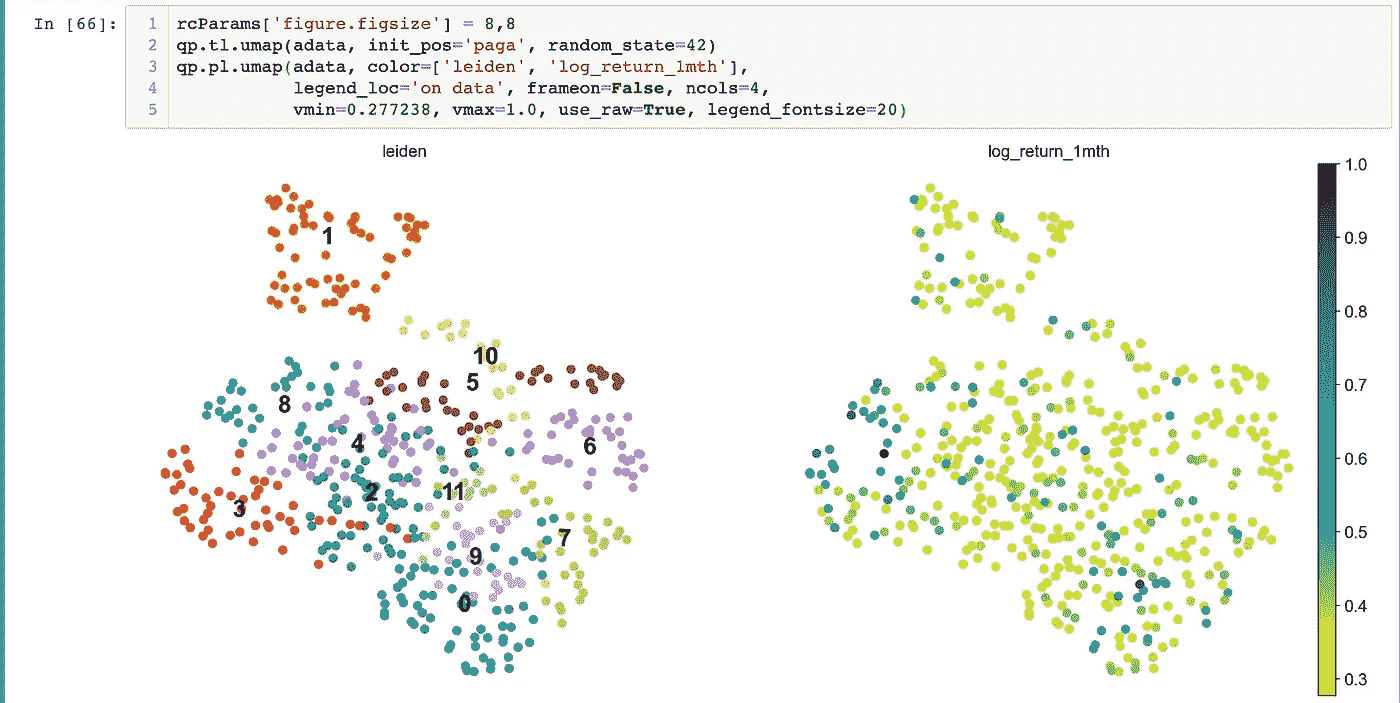 In [66]:
1 rcParams['figure.figsize'] = 8,8
2 qp.tl.umap(adata, init_pos='paga', random_state=42)
3 qp.pl.umap(adata, color=['leiden', 'log_return_1mth'],
4 legend_loc='on data', frameon=False, ncols=4,
5 vmin=0.277238, vmax=1.0, use_raw=True, legend_fontsize=20)
leiden
log_return_1mth
1
10
5
8
4
6
2
11
3
7
9
0
1.0
0.9
0.8
0.7
0.6
0.5
0.4
0.3